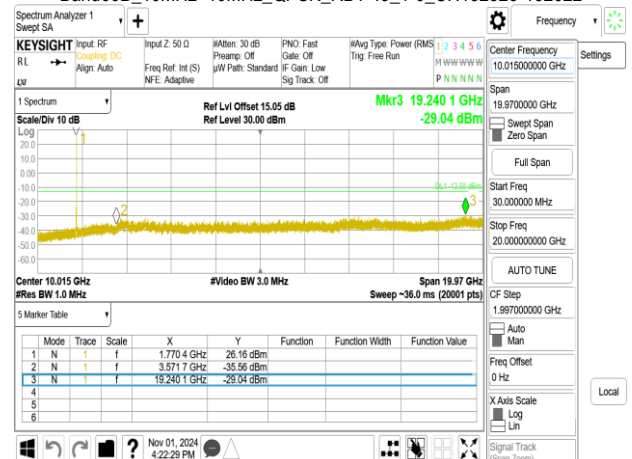 Spectrum Analyzer 1
Swept SA
Frequency
KEYSIGHT
RL
Input: RF
Coupling: DC
Align: Auto
Input Z: 50 Ω
Freq Ref: Int (S)
NFE: Adaptive
#Atten: 30 dB
Preamp: Off
µW Path: Standard
PNO: Fast
Gate: Off
IF Gain: Low
Sig Track: Off
#Avg Type: Power (RMS
Trig: Free Run
1 2 3 4 5 6
M W W W W W
P N N N N N
Center Frequency
10.015000000 GHz
Settings
Span
19.9700000 GHz
Swept Span
Zero Span
Full Span
Start Freq
30.000000 MHz
Stop Freq
20.000000000 GHz
AUTO TUNE
CF Step
1.997000000 GHz
Auto
Man
Freq Offset
0 Hz
X Axis Scale
Log
Lin
Local
Signal Track
(Span Zoom)
1 Spectrum
Scale/Div 10 dB
Ref Lvl Offset 15.05 dB
Ref Level 30.00 dBm
Mkr3 19.240 1 GHz
-29.04 dBm
Log
1
20.0
10.0
0.00
-10.0
DL1 -13.00 dBm
-20.0
2
3
-30.0
-40.0
-50.0
-60.0
Center 10.015 GHz
#Video BW 3.0 MHz
Span 19.97 GHz
#Res BW 1.0 MHz
Sweep ~36.0 ms (20001 pts)
5 Marker Table
Mode Trace Scale X Y Function Function Width Function Value
1 N 1 f 1.770 4 GHz 26.16 dBm
2 N 1 f 3.571 7 GHz -35.56 dBm
3 N 1 f 19.240 1 GHz -29.04 dBm
4
5
6
?
Nov 01, 2024
4:22:29 PM